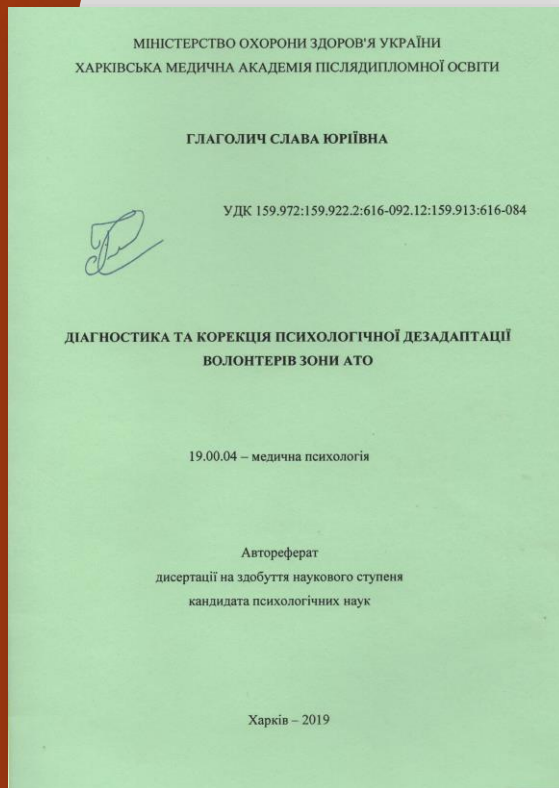 МІНІСТЕРСТВО ОХОРОНИ ЗДОРОВ'Я УКРАЇНИ
ХАРКІВСЬКА МЕДИЧНА АКАДЕМІЯ ПІСЛЯДИПЛОМНОЇ ОСВІТИ
ГЛАГОЛИЧ СЛАВА ЮРІЇВНА
УДК 159.972:159.922.2:616-092.12:159.913:616-084
ДІАГНОСТИКА ТА КОРЕКЦІЯ ПСИХОЛОГІЧНОЇ ДЕЗАДАПТАЦІЇ
ВОЛОНТЕРІВ ЗОНИ АТО
19.00.04 – медична психологія
Автореферат
дисертації на здобуття наукового ступеня
кандидата психологічних наук
Харків – 2019